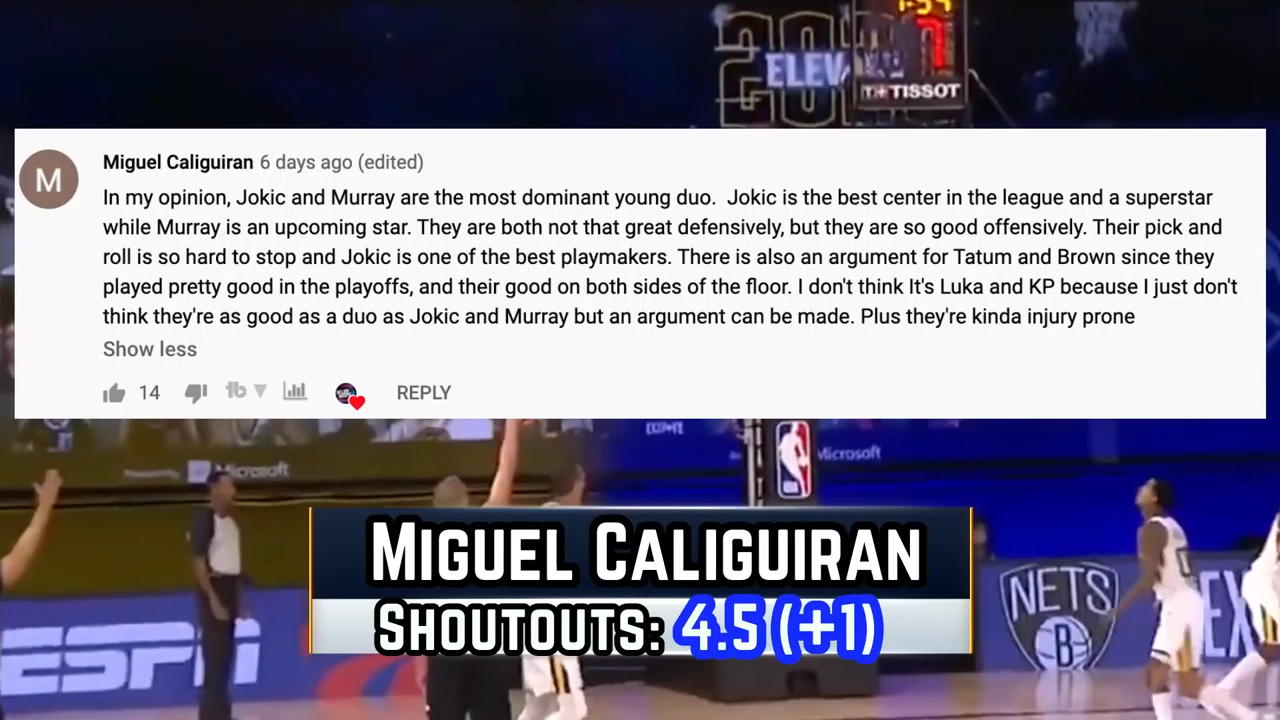 20
ELEV
1:54
7
T+TISSOT
M
Miguel Caliguiran 6 days ago (edited)
In my opinion, Jokic and Murray are the most dominant young duo.  Jokic is the best center in the league and a superstar
while Murray is an upcoming star. They are both not that great defensively, but they are so good offensively. Their pick and
roll is so hard to stop and Jokic is one of the best playmakers. There is also an argument for Tatum and Brown since they
played pretty good in the playoffs, and their good on both sides of the floor. I don't think It's Luka and KP because I just don't
think they're as good as a duo as Jokic and Murray but an argument can be made. Plus they're kinda injury prone
Show less
14
REPLY
Microsoft
Microsoft
NBA
MIGUEL CALIGUIRAN
SHOUTOUTS: 4.5(+1)
ESPN
NETS
B